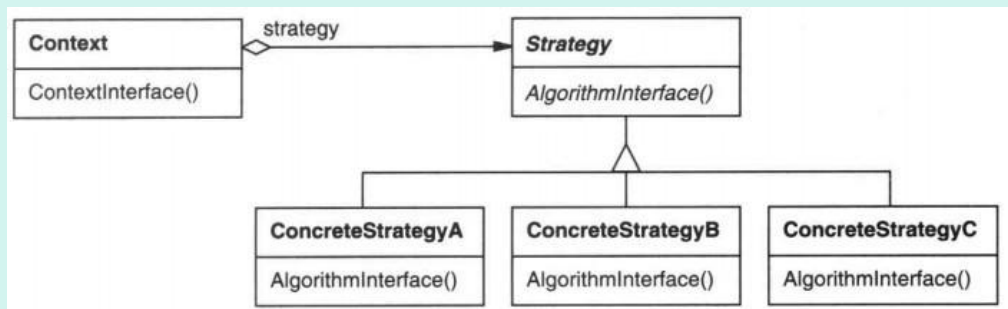 Context
ContextInterface()
strategy
Strategy
AlgorithmInterface()
ConcreteStrategyA
AlgorithmInterface()
ConcreteStrategyB
AlgorithmInterface()
ConcreteStrategyC
AlgorithmInterface()